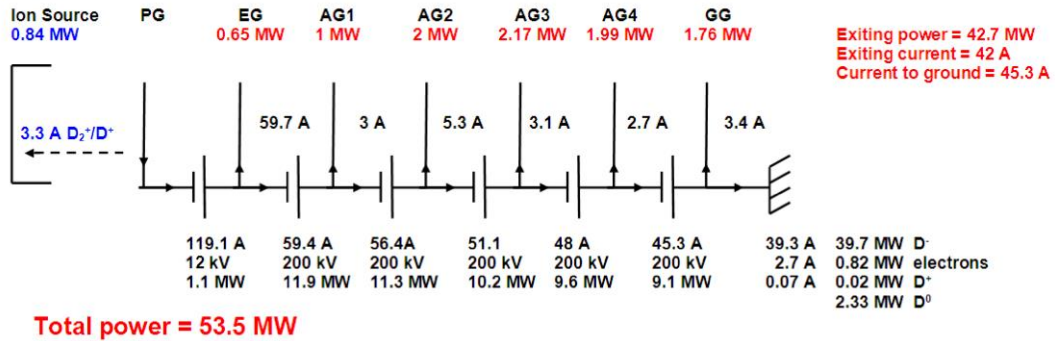 Ion Source PG EG AG1 AG2 AG3 AG4 GG
0.84 MW 0.65 MW 1 MW 2 MW 2.17 MW 1.99 MW 1.76 MW
Exiting power = 42.7 MW
Exiting current = 42 A
Current to ground = 45.3 A
59.7 A 3 A 5.3 A 3.1 A 2.7 A 3.4 A
3.3 A D₂⁺/D⁺
119.1 A 59.4 A 56.4A 51.1 48 A 45.3 A 39.3 A 39.7 MW D⁻
12 kV 200 kV 200 kV 200 kV 200 kV 200 kV 2.7 A 0.82 MW electrons
1.1 MW 11.9 MW 11.3 MW 10.2 MW 9.6 MW 9.1 MW 0.07 A 0.02 MW D⁺
2.33 MW D⁰
Total power = 53.5 MW